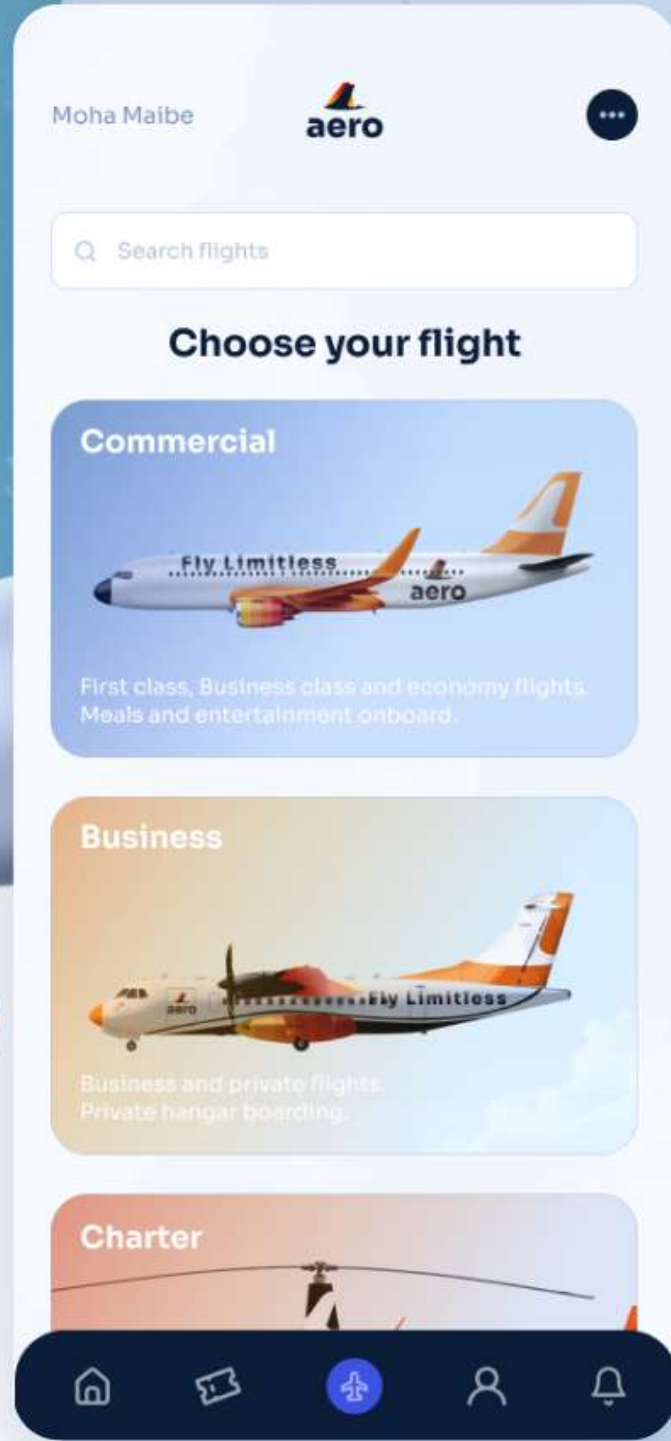 Moha Maibe
aero
Search flights
Choose your flight
Commercial
Fly Limitless
aero
First class, Business class and economy flights.
Meals and entertainment onboard.
Business
aero
Fly Limitless
Business and private flights.
Private hangar boarding.
Charter